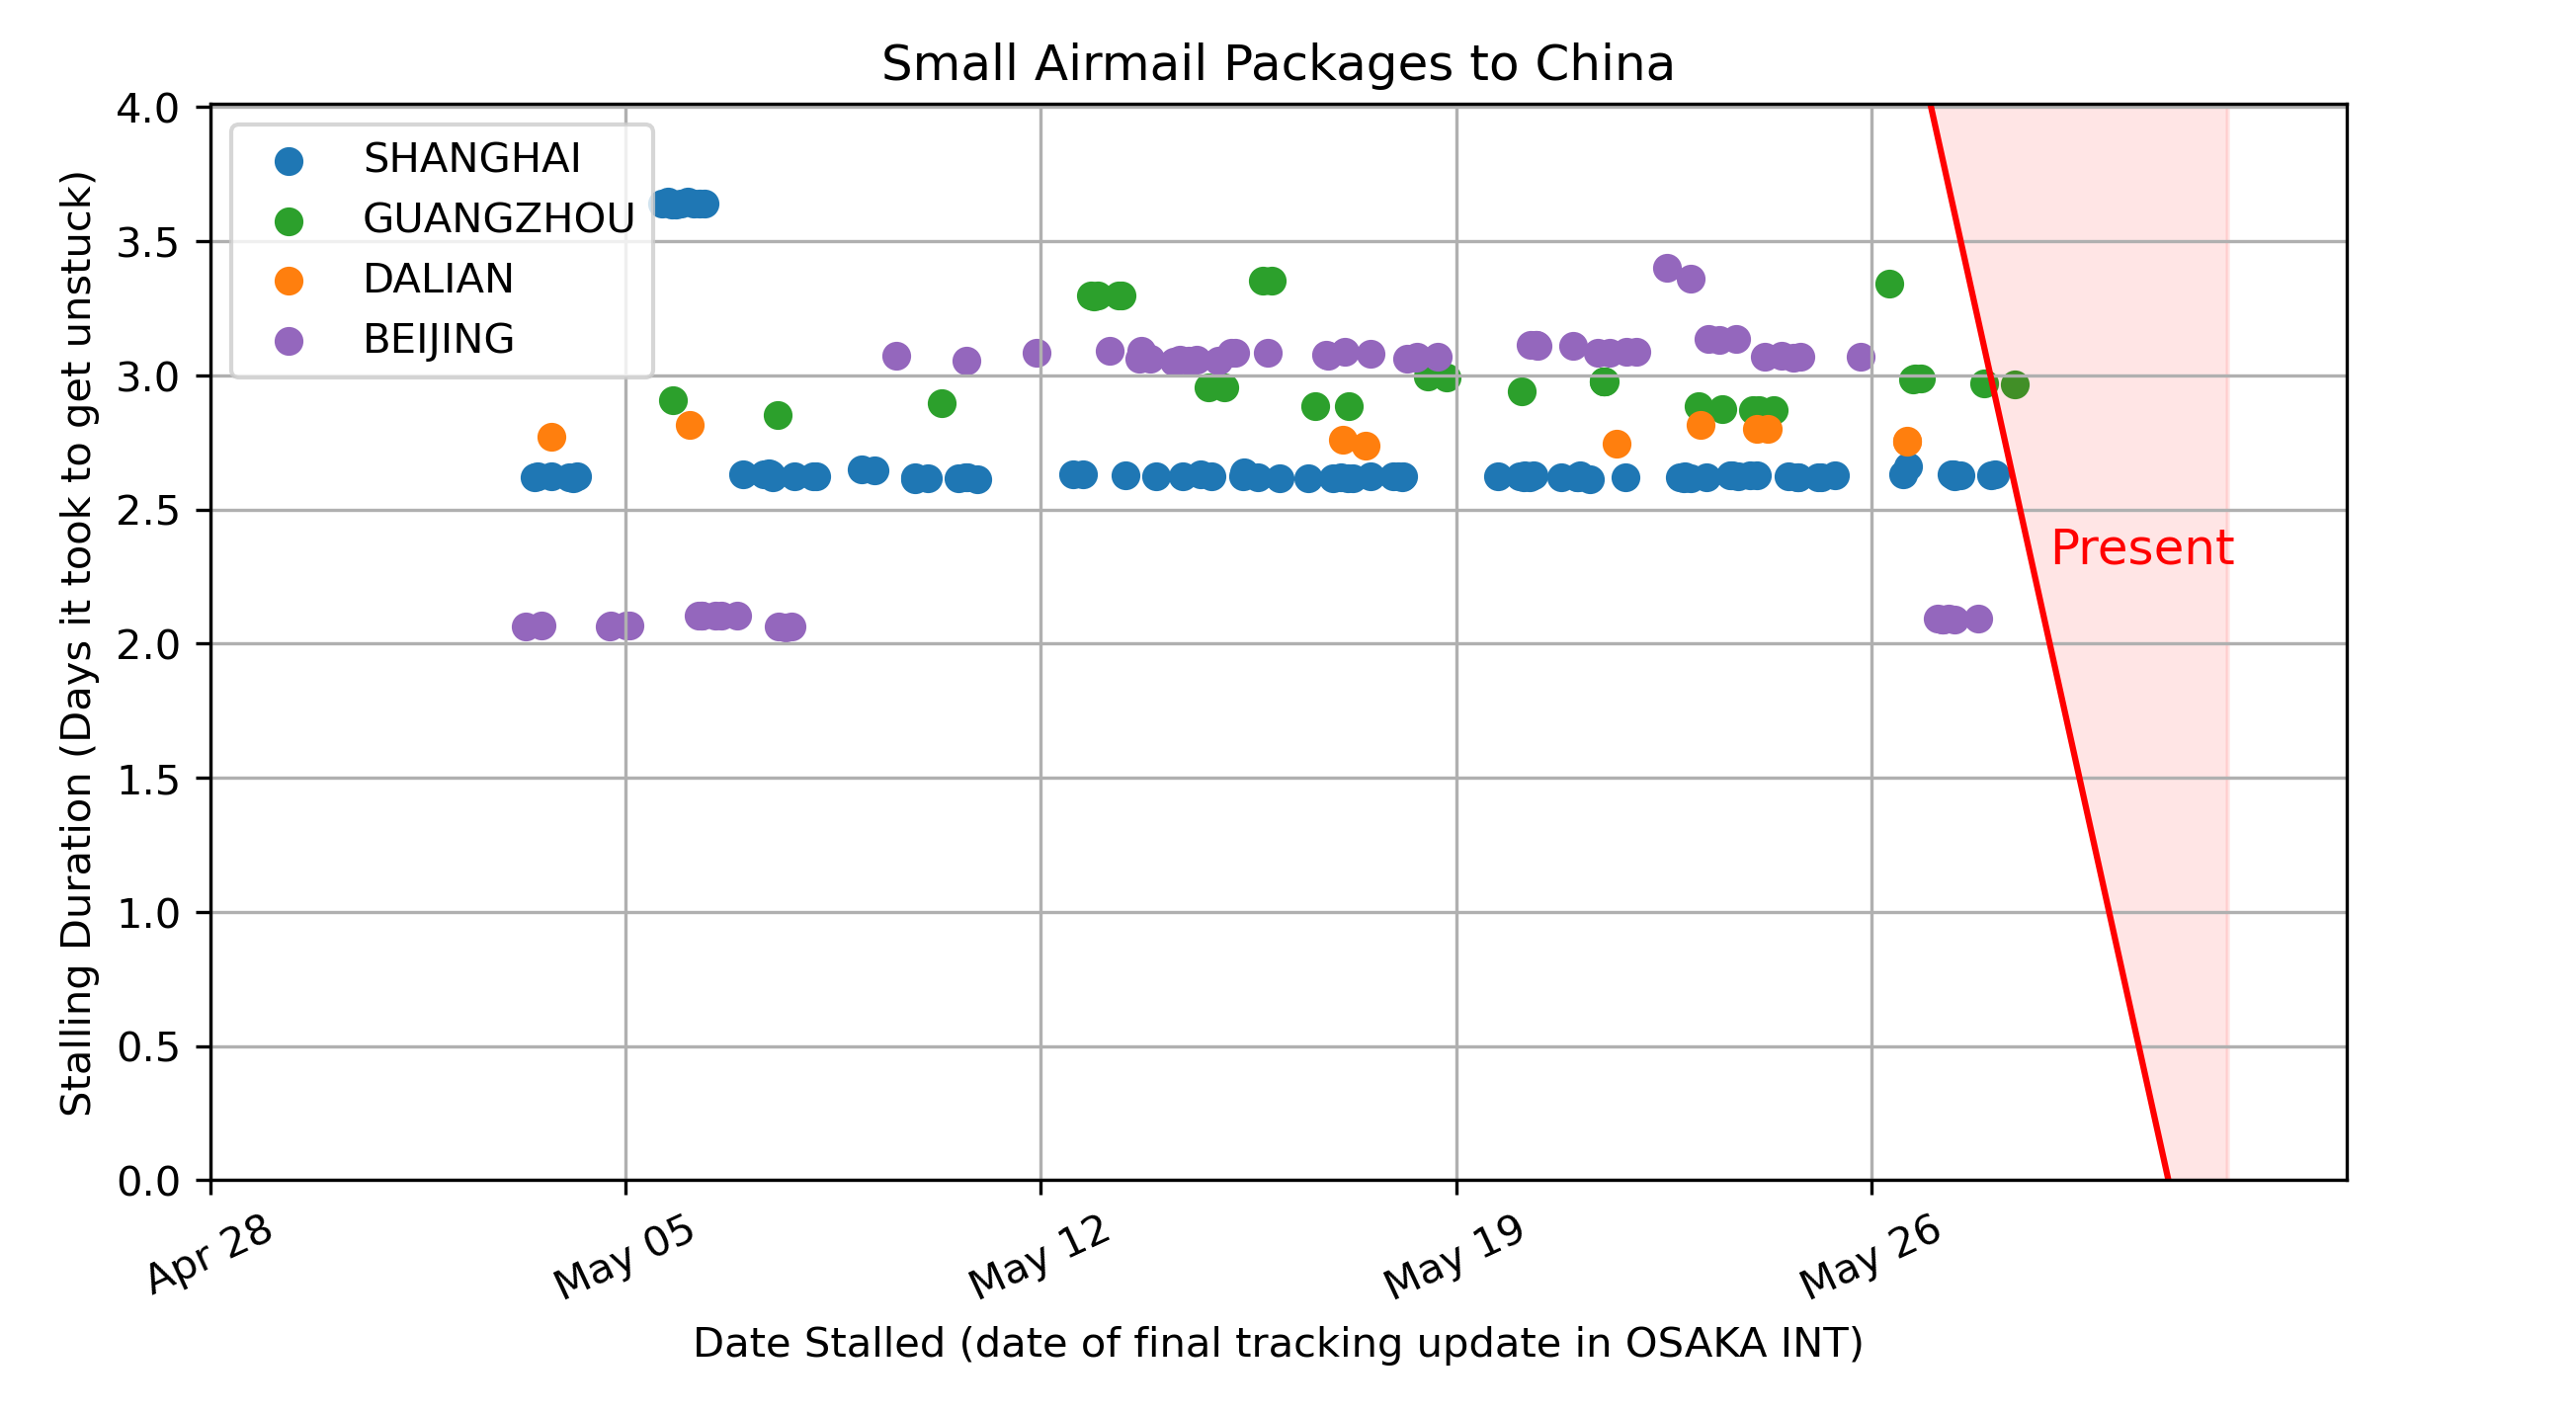 Small Airmail Packages to China
Stalling Duration (Days it took to get unstuck)
4.0
3.5
3.0
2.5
2.0
1.5
1.0
0.5
0.0
SHANGHAI
GUANGZHOU
DALIAN
BEIJING
Present
Apr 28
May 05
May 12
May 19
May 26
Date Stalled (date of final tracking update in OSAKA INT)